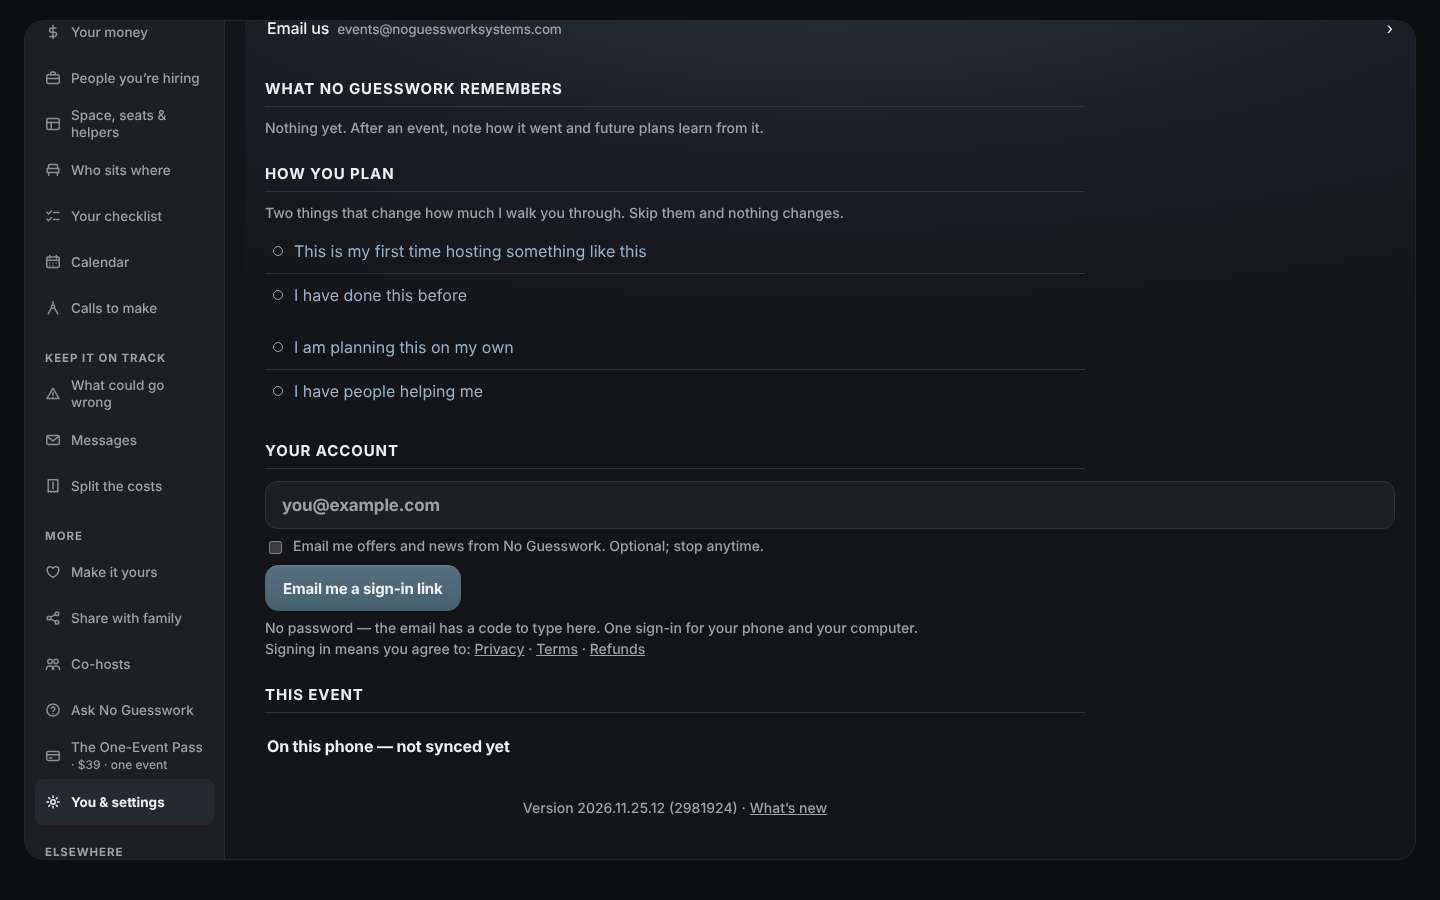 Your money
People you're hiring
Space, seats &
helpers
Who sits where
Your checklist
Calendar
Calls to make
KEEP IT ON TRACK
What could go
wrong
Messages
Split the costs
MORE
Make it yours
Share with family
Co-hosts
Ask No Guesswork
The One-Event Pass
· $39 · one event
You & settings
ELSEWHERE
Email us events@noguessworksystems.com
WHAT NO GUESSWORK REMEMBERS
Nothing yet. After an event, note how it went and future plans learn from it.
HOW YOU PLAN
Two things that change how much I walk you through. Skip them and nothing changes.
This is my first time hosting something like this
I have done this before
I am planning this on my own
I have people helping me
YOUR ACCOUNT
you@example.com
Email me offers and news from No Guesswork. Optional; stop anytime.
Email me a sign-in link
No password — the email has a code to type here. One sign-in for your phone and your computer.
Signing in means you agree to: Privacy · Terms · Refunds
THIS EVENT
On this phone — not synced yet
Version 2026.11.25.12 (2981924) · What's new